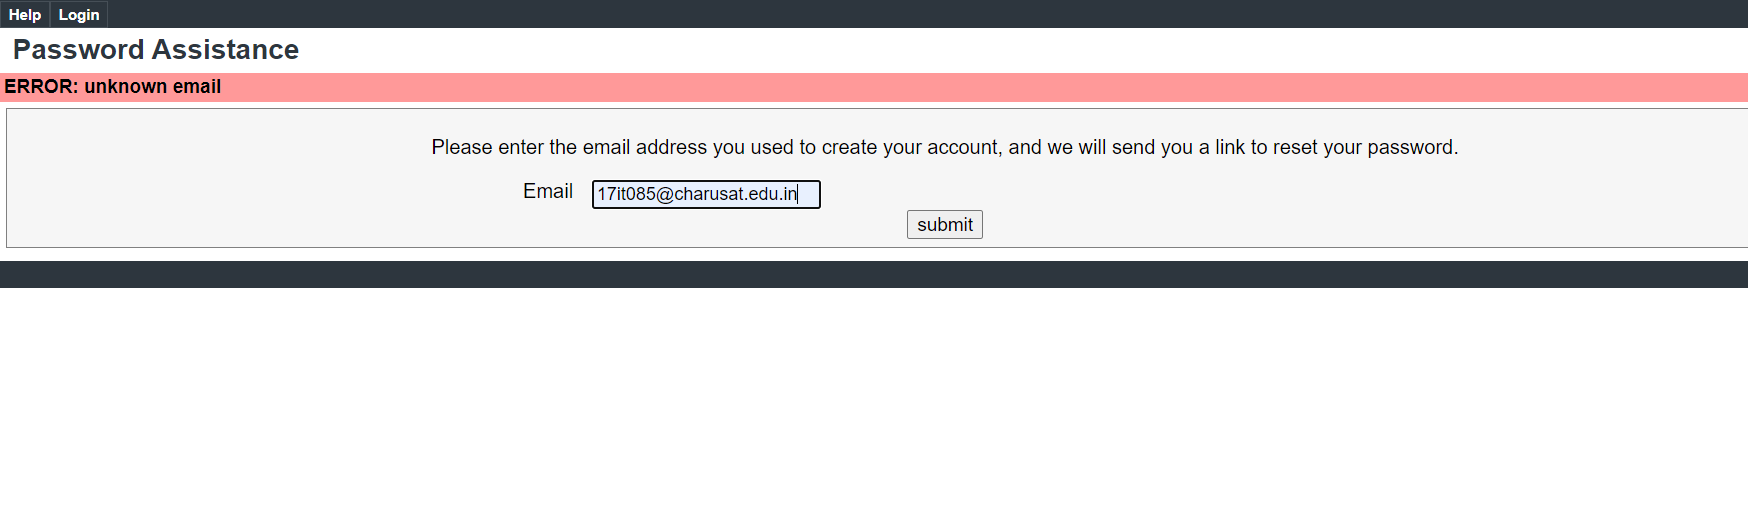 Help Login
Password Assistance
ERROR: unknown email
Please enter the email address you used to create your account, and we will send you a link to reset your password.
Email 17it085@charusat.edu.in
submit